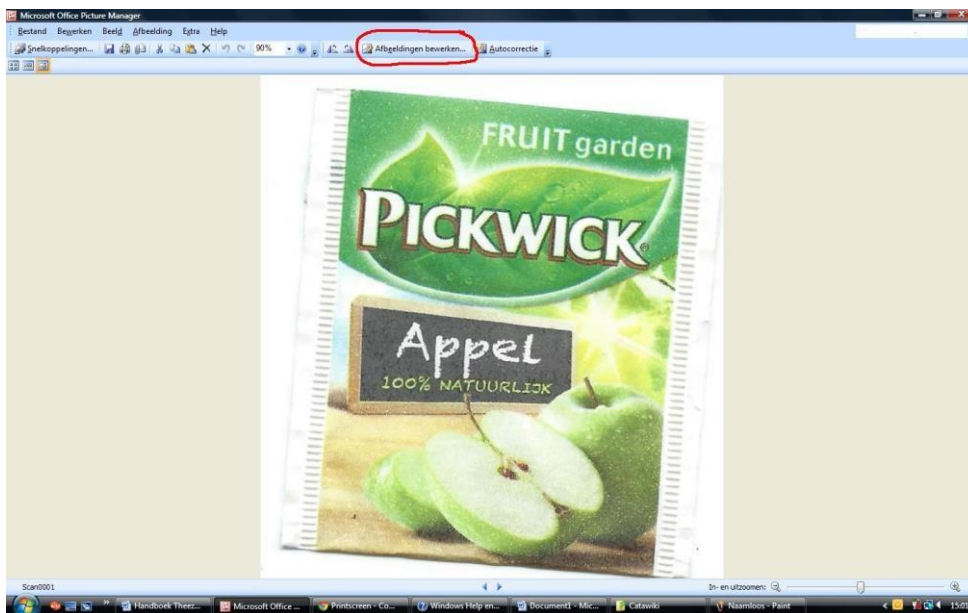 Microsoft Office Picture Manager
Bestand Bewerken Beeld Afbeelding Extra Help
Snelkoppelingen... 90% Afbeeldingen bewerken... Autocorrectie
FRUIT garden
PICKWICK®
Appel
100% NATUURLIJK
Scan0001 In- en uitzoomen:
Handboek Theez... Microsoft Office ... Printscreen - Co... Windows Help en... Document1 - Mic... Catawiki Naamloos - Paint